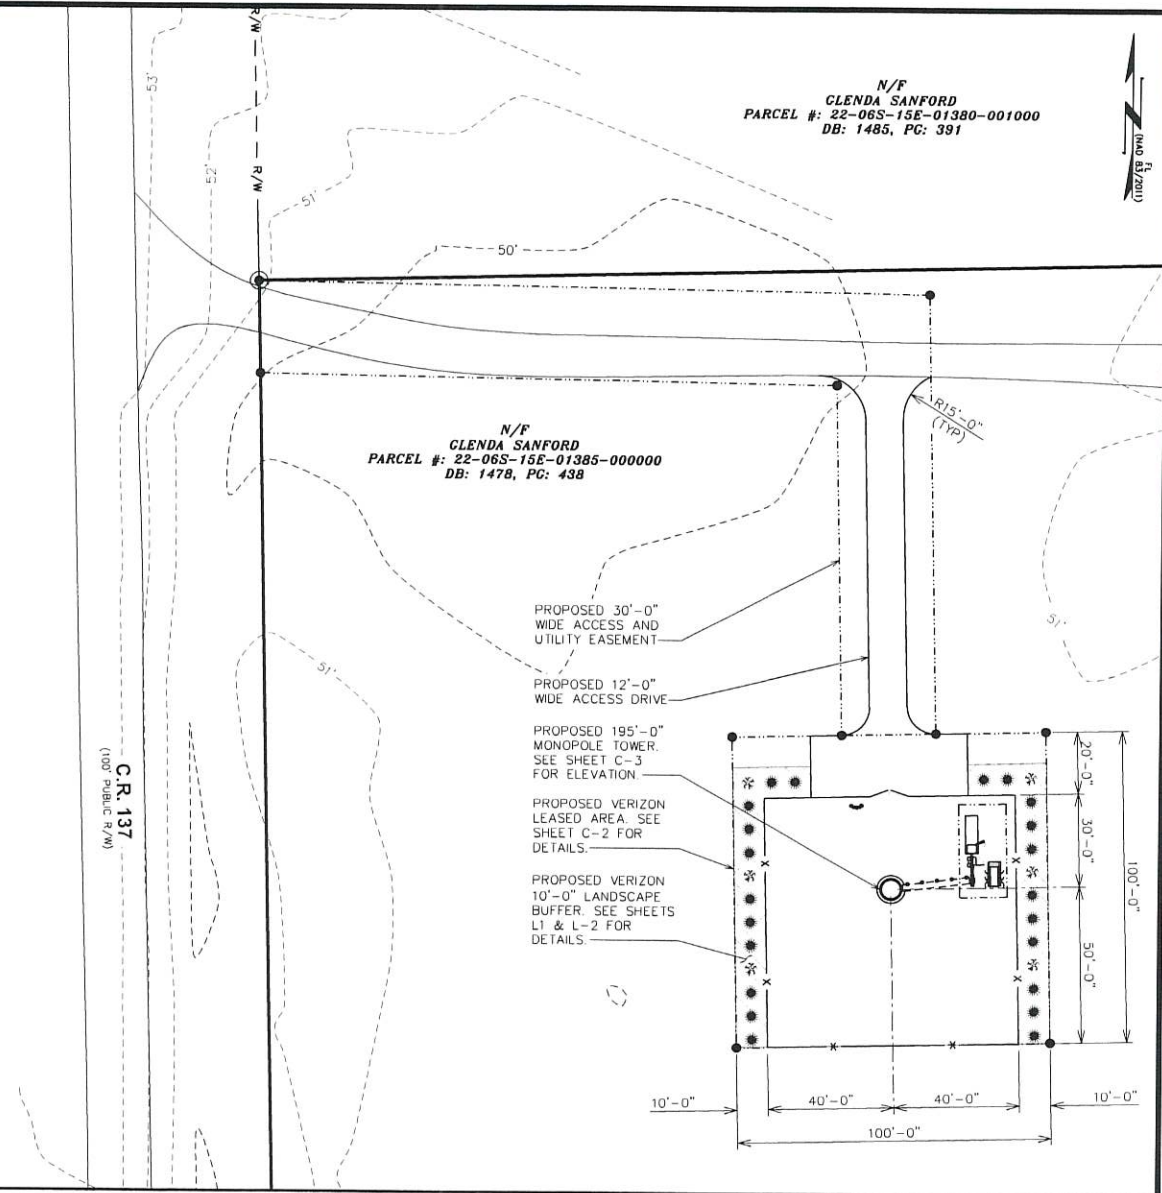 N/F
GLENDA SANFORD
PARCEL #: 22-06S-15E-01380-001000
DB: 1485, PG: 391
FL
(NAD 83/2011)
R/W
R/W
53'
52'
51'
50'
R15'-0"
(TYP)
N/F
GLENDA SANFORD
PARCEL #: 22-06S-15E-01385-000000
DB: 1478, PG: 438
PROPOSED 30'-0"
WIDE ACCESS AND
UTILITY EASEMENT
51'
51'
PROPOSED 12'-0"
WIDE ACCESS DRIVE
PROPOSED 195'-0"
MONOPOLE TOWER.
SEE SHEET C-3
FOR ELEVATION.
PROPOSED VERIZON
LEASED AREA. SEE
SHEET C-2 FOR
DETAILS.
PROPOSED VERIZON
10'-0" LANDSCAPE
BUFFER. SEE SHEETS
L1 & L-2 FOR
DETAILS.
C.R. 137
(100' PUBLIC R/W)
20'-0"
30'-0"
50'-0"
100'-0"
X
X
X
X
X
X
10'-0"
40'-0"
40'-0"
10'-0"
100'-0"